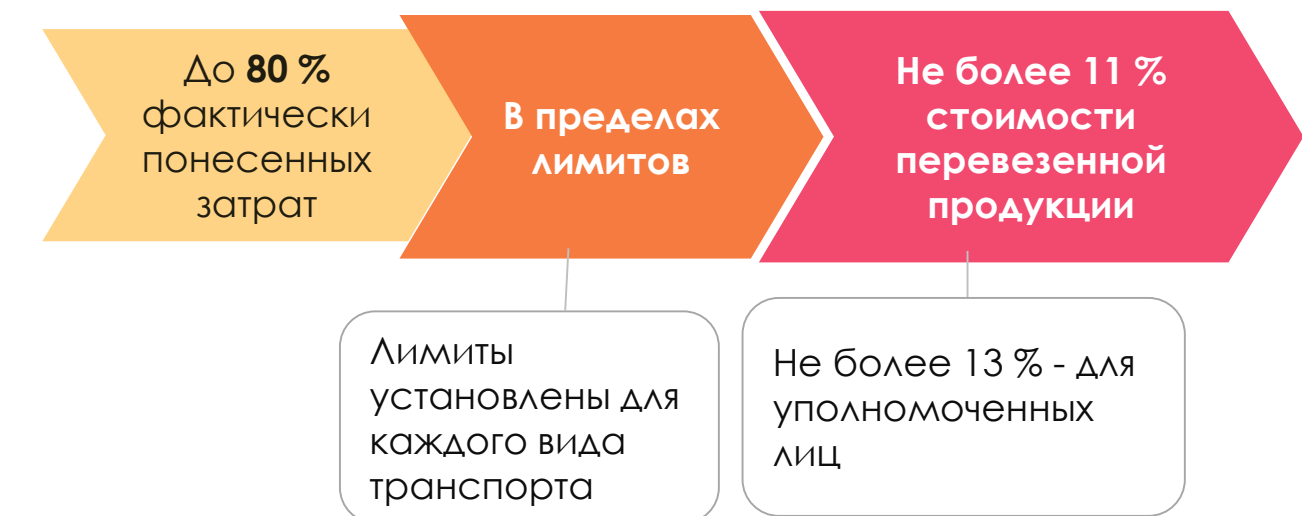 До 80 %
фактически
понесенных
затрат
В пределах
лимитов
Не более 11 %
стоимости
перевезенной
продукции
Лимиты
установлены для
каждого вида
транспорта
Не более 13 % - для
уполномоченных
лиц